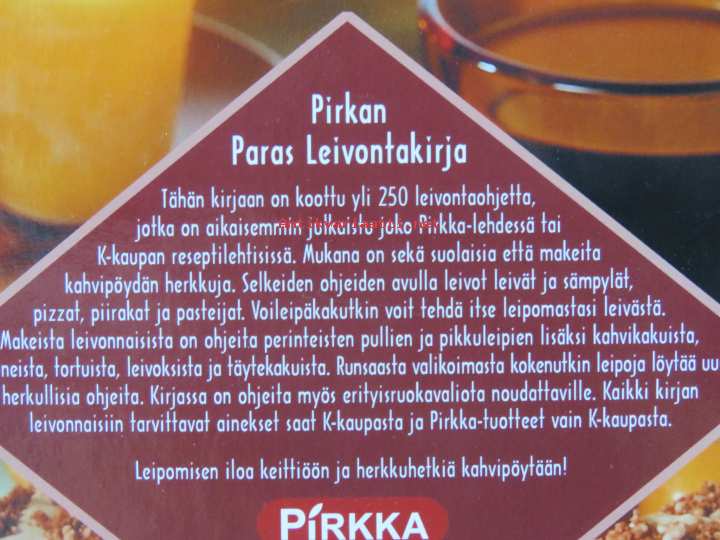 Pirkan
Paras Leivontakirja
Tähän kirjaan on koottu yli 250 leivontaohjetta,
jotka on aikaisemmin julkaistu joko Pirkka-lehdessä tai
K-kaupan reseptilehtisissä. Mukana on sekä suolaisia että makeita
kahvipöydän herkkuja. Selkeiden ohjeiden avulla leivot leivät ja sämpylät,
pizzat, piirakat ja pasteijat. Voileipäkakutkin voit tehdä itse leipomastasi leivästä.
Makeista leivonnaisista on ohjeita perinteisten pullien ja pikkuleipien lisäksi kahvikakuista,
neista, tortuista, leivoksista ja täytekakuista. Runsaasta valikoimasta kokenutkin leipoja löytää uu
herkullisia ohjeita. Kirjassa on ohjeita myös erityisruokavaliota noudattaville. Kaikki kirjan
leivonnaisiin tarvittavat ainekset saat K-kaupasta ja Pirkka-tuotteet vain K-kaupasta.
Leipomisen iloa keittiöön ja herkkuhetkiä kahvipöytään!
PIRKKA